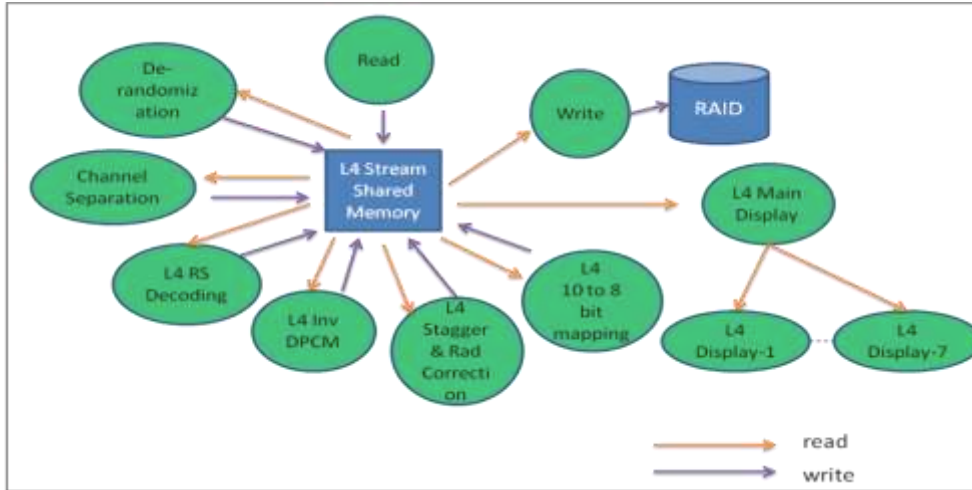 Read
De-
randomiz
ation
Write
RAID
L4 Stream
Shared
Memory
Channel
Separation
L4 Main
Display
L4 RS
Decoding
L4
10 to 8
bit
mapping
L4 Inv
DPCM
L4
Stagger
& Rad
Correcti
on
L4
Display-1
L4
Display-7
read
write